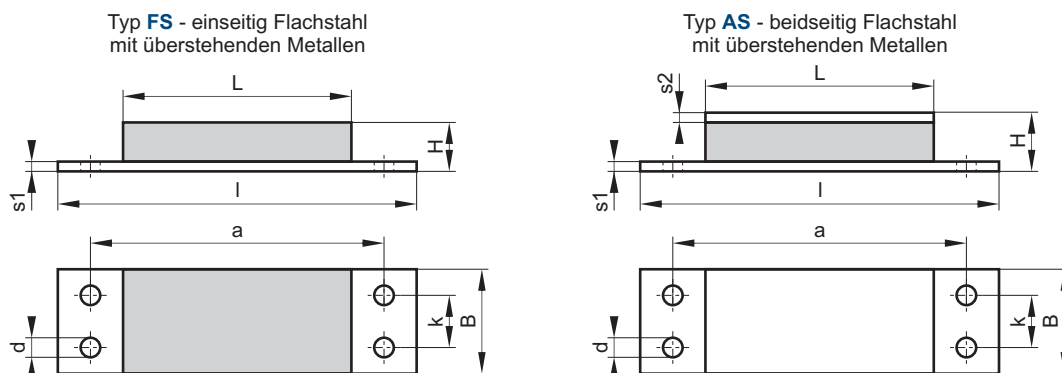 Typ FS - einseitig Flachstahl
mit überstehenden Metallen
L
H
s1
l
a
k
B
d
Typ AS - beidseitig Flachstahl
mit überstehenden Metallen
s2
L
H
s1
l
a
k
B
d